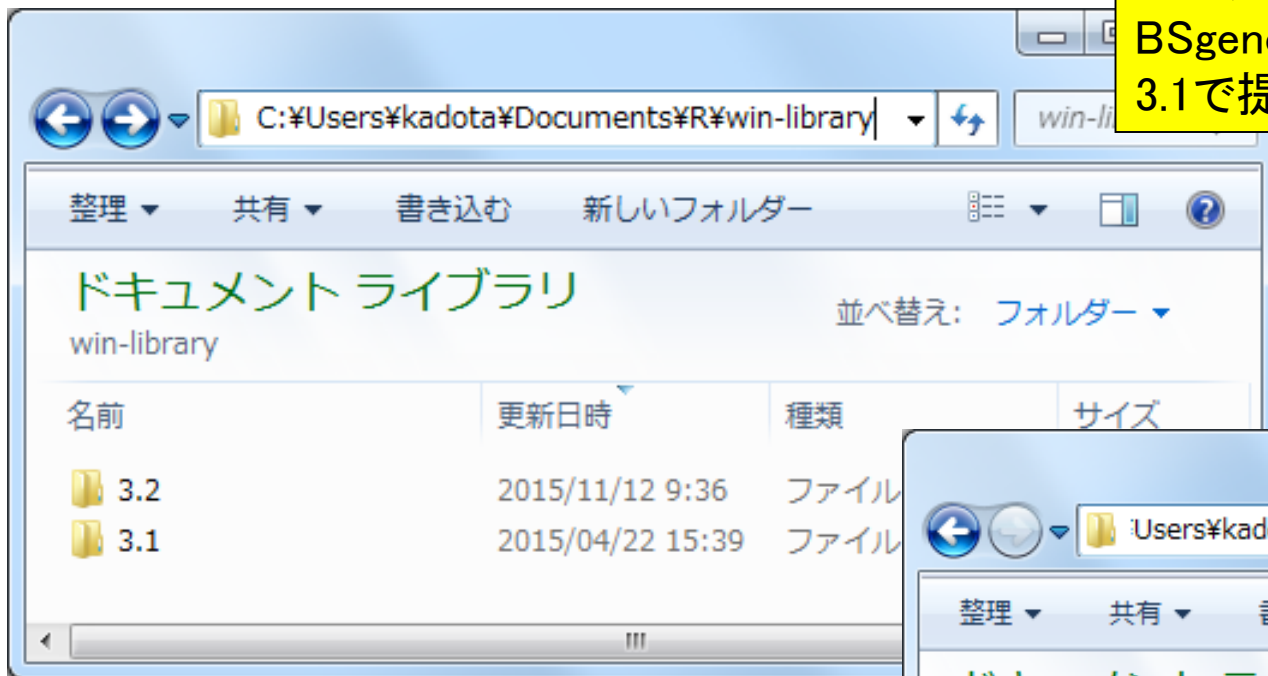 BSgen
3.1で提
C:¥Users¥kadota¥Documents¥R¥win-library
win-li
整理 共有 書き込む 新しいフォルダー
ドキュメント ライブラリ
win-library
並べ替え: フォルダー
名前 更新日時 種類 サイズ
3.2 2015/11/12 9:36 ファイル
3.1 2015/04/22 15:39 ファイル
Users¥kad
整理 共有